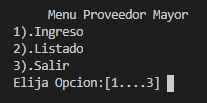 Menu Proveedor Mayor
1).Ingreso
2).Listado
3).Salir
Elija Opcion:[1....3]